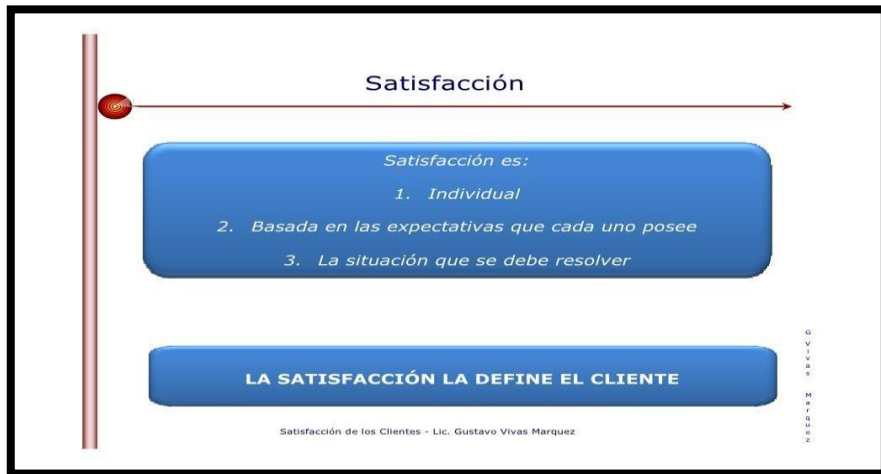 Satisfacción
Satisfacción es:
1. Individual
2. Basada en las expectativas que cada uno posee
3. La situación que se debe resolver
LA SATISFACCIÓN LA DEFINE EL CLIENTE
Satisfacción de los Clientes - Lic. Gustavo Vivas Marquez
G Vivas Marquez